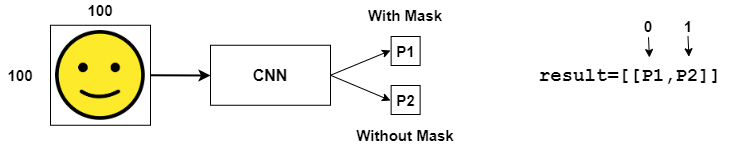 100
100
CNN
With Mask
P1
P2
Without Mask
0 1
result=[[P1,P2]]